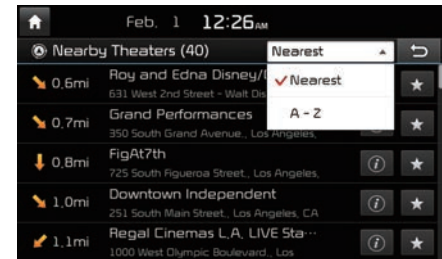 Feb. 1 12:26 AM
Nearby Theaters (40) Nearest
Nearest
A - Z
0.6mi Roy and Edna Disney/
631 West 2nd Street - Walt Dis
0.7mi Grand Performances
350 South Grand Avenue., Los Angeles,
0.8mi FigAt7th
725 South Figueroa Street., Los Angeles,
1.0mi Downtown Independent
251 South Main Street., Los Angeles, CA
1.1mi Regal Cinemas L.A. LIVE Sta...
1000 West Olympic Boulevard., Los